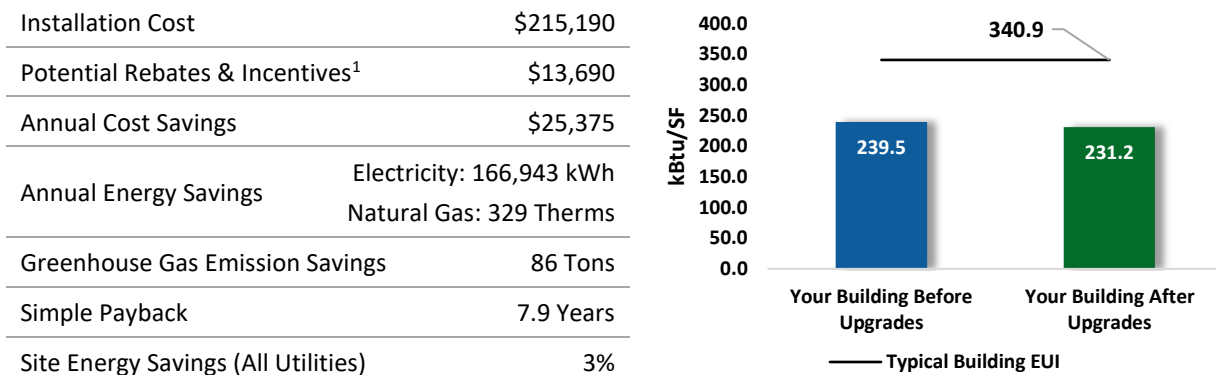 Installation Cost $215,190
Potential Rebates & Incentives1 $13,690
Annual Cost Savings $25,375
Annual Energy Savings
Electricity: 166,943 kWh
Natural Gas: 329 Therms
Greenhouse Gas Emission Savings 86 Tons
Simple Payback 7.9 Years
Site Energy Savings (All Utilities) 3%
kBtu/SF
400.0
350.0
300.0
250.0
200.0
150.0
100.0
50.0
0.0
340.9
239.5
231.2
Your Building Before
Upgrades
Your Building After
Upgrades
Typical Building EUI